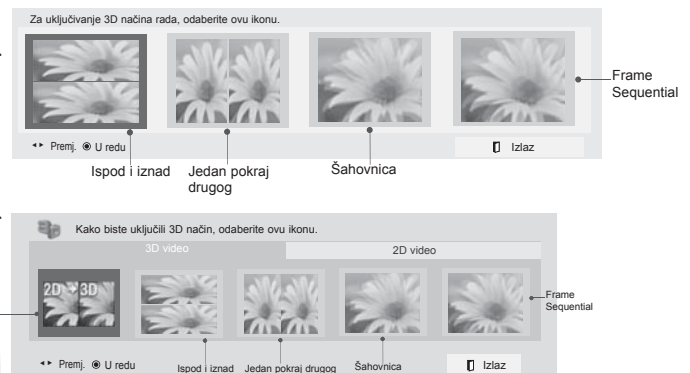 Za uključivanje 3D načina rada, odaberite ovu ikonu.
Frame
Sequential
Premj. U redu
Izlaz
Ispod i iznad
Jedan pokraj
drugog
Šahovnica
Kako biste uključili 3D način, odaberite ovu ikonu.
3D video
2D video
2D 3D
Frame
Sequential
Premj. U redu
Ispod i iznad
Jedan pokraj drugog
Šahovnica
Izlaz